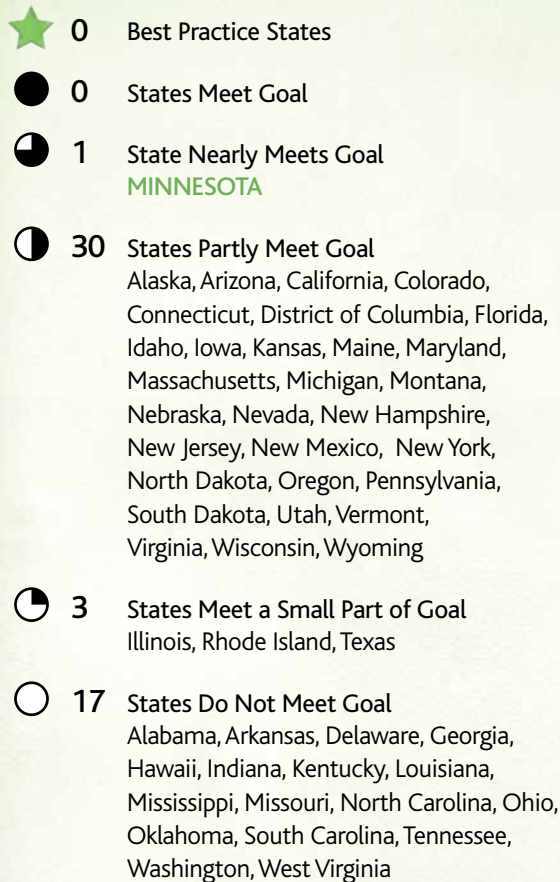 0 Best Practice States
0 States Meet Goal
1 State Nearly Meets Goal
MINNESOTA
30 States Partly Meet Goal
Alaska, Arizona, California, Colorado,
Connecticut, District of Columbia, Florida,
Idaho, Iowa, Kansas, Maine, Maryland,
Massachusetts, Michigan, Montana,
Nebraska, Nevada, New Hampshire,
New Jersey, New Mexico, New York,
North Dakota, Oregon, Pennsylvania,
South Dakota, Utah, Vermont,
Virginia, Wisconsin, Wyoming
3 States Meet a Small Part of Goal
Illinois, Rhode Island, Texas
17 States Do Not Meet Goal
Alabama, Arkansas, Delaware, Georgia,
Hawaii, Indiana, Kentucky, Louisiana,
Mississippi, Missouri, North Carolina, Ohio,
Oklahoma, South Carolina, Tennessee,
Washington, West Virginia